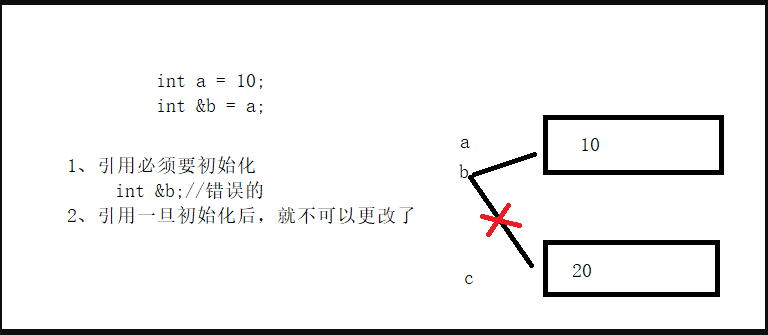 int a = 10;
int &b = a;
1、引用必须要初始化
int &b;//错误的
2、引用一旦初始化后，就不可以更改了
a
10
b
20
c